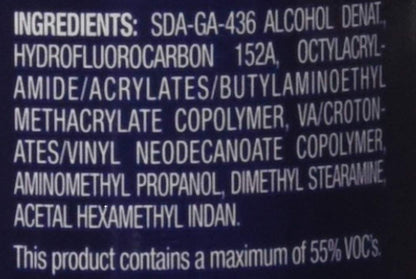 INGREDIENTS: SDA-GA-436 ALCOHOL DENAT.,
HYDROFLUOROCARBON 152A, OCTYLACRYL-
AMIDE/ACRYLATES/BUTYLAMINOETHYL
METHACRYLATE COPOLYMER, VA/CROTON-
ATES/VINYL NEODECANOATE COPOLYMER,
AMINOMETHYL PROPANOL, DIMETHYL STEARAMINE,
ACETAL HEXAMETHYL INDAN.
This product contains a maximum of 55% VOC's.